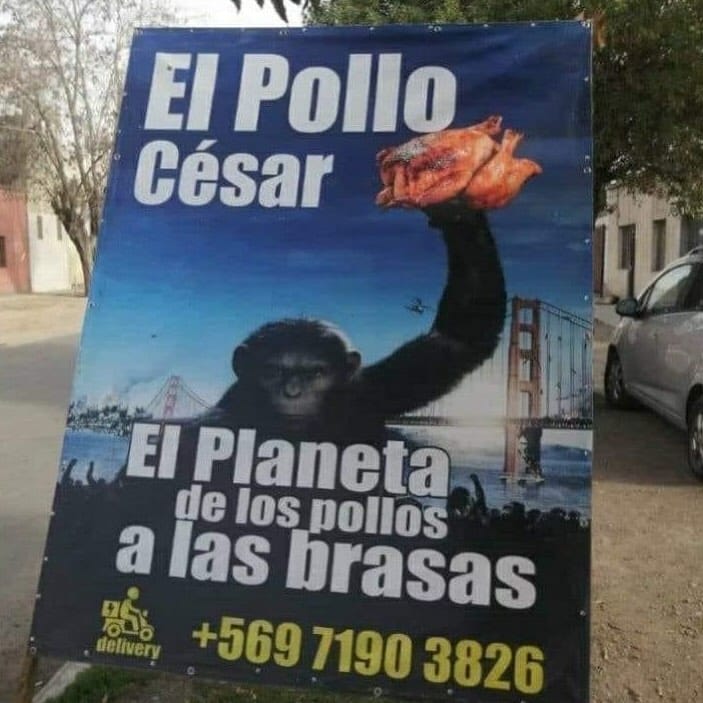 El Pollo
César
El Planeta
de los pollos
a las brasas
delivery
+569 7190 3826